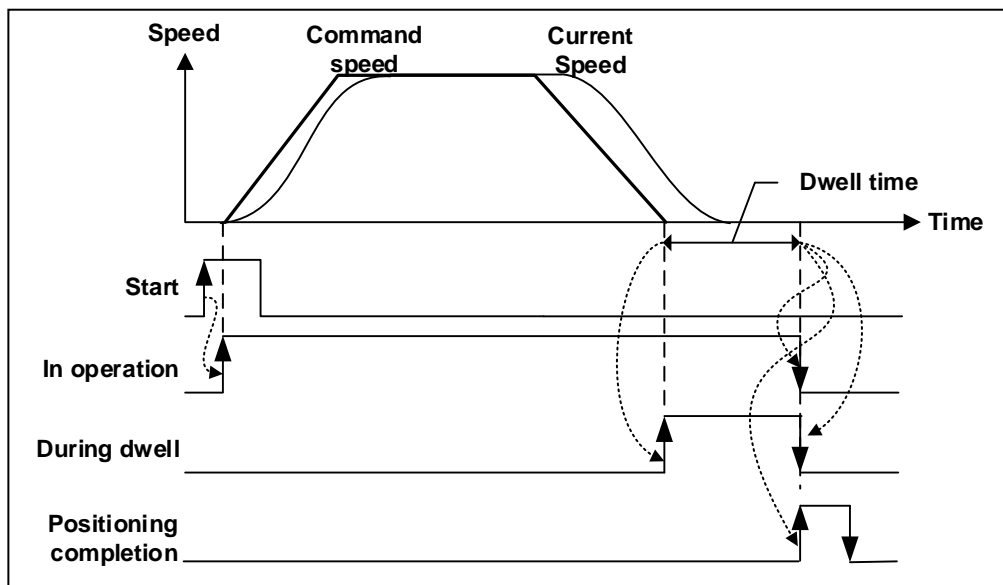 Speed
Command
speed
Current
Speed
Dwell time
Time
Start
In operation
During dwell
Positioning
completion